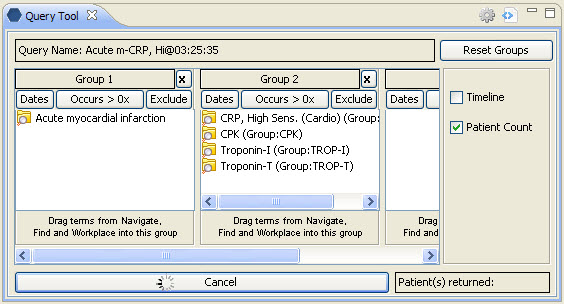 Query Tool
Query Name: Acute m-CRP, Hi@03:25:35
Reset Groups
Group 1 x
Group 2 x
Dates Occurs > 0x Exclude
Dates Occurs > 0x Exclude
Dates
Acute myocardial infarction
CRP, High Sens. (Cardio) (Group:
CPK (Group:CPK)
Troponin-I (Group:TROP-I)
Troponin-T (Group:TROP-T)
Timeline
Patient Count
Drag terms from Navigate,
Find and Workplace into this group
Drag terms from Navigate,
Find and Workplace into this group
Cancel
Patient(s) returned: